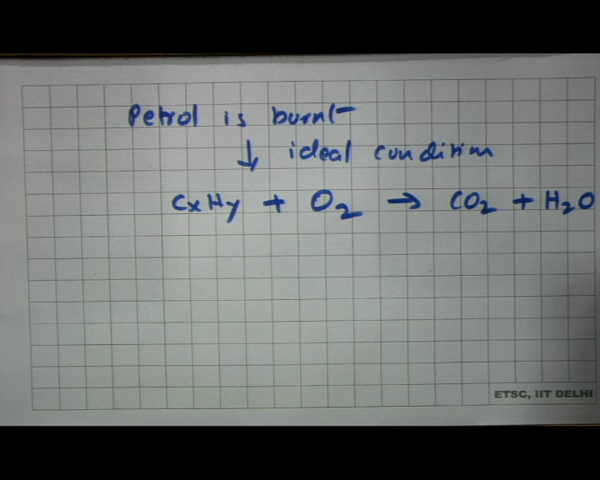 Petrol is burnt
↓ ideal condition
CxHy + O2 → CO2 + H2O
ETSC, IIT DELHI